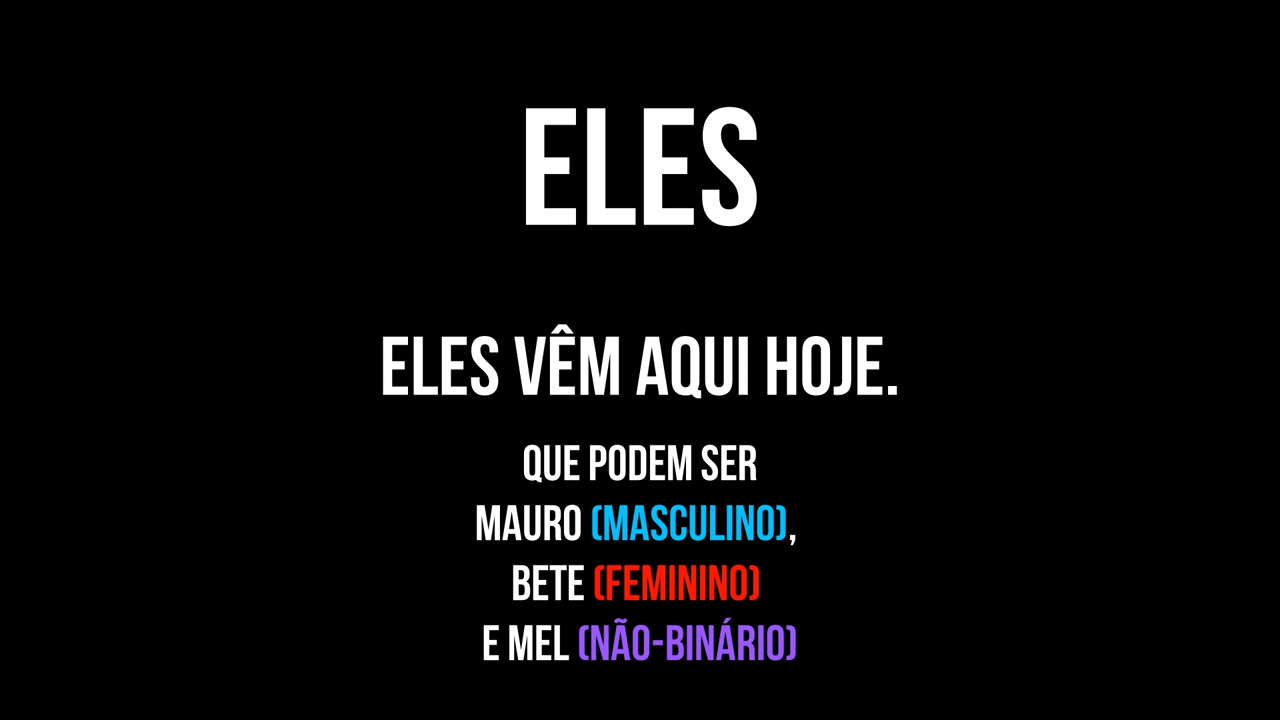 ELES
ELES VÊM AQUI HOJE.
QUE PODEM SER
MAURO (MASCULINO),
BETE (FEMININO)
E MEL (NÃO-BINÁRIO)